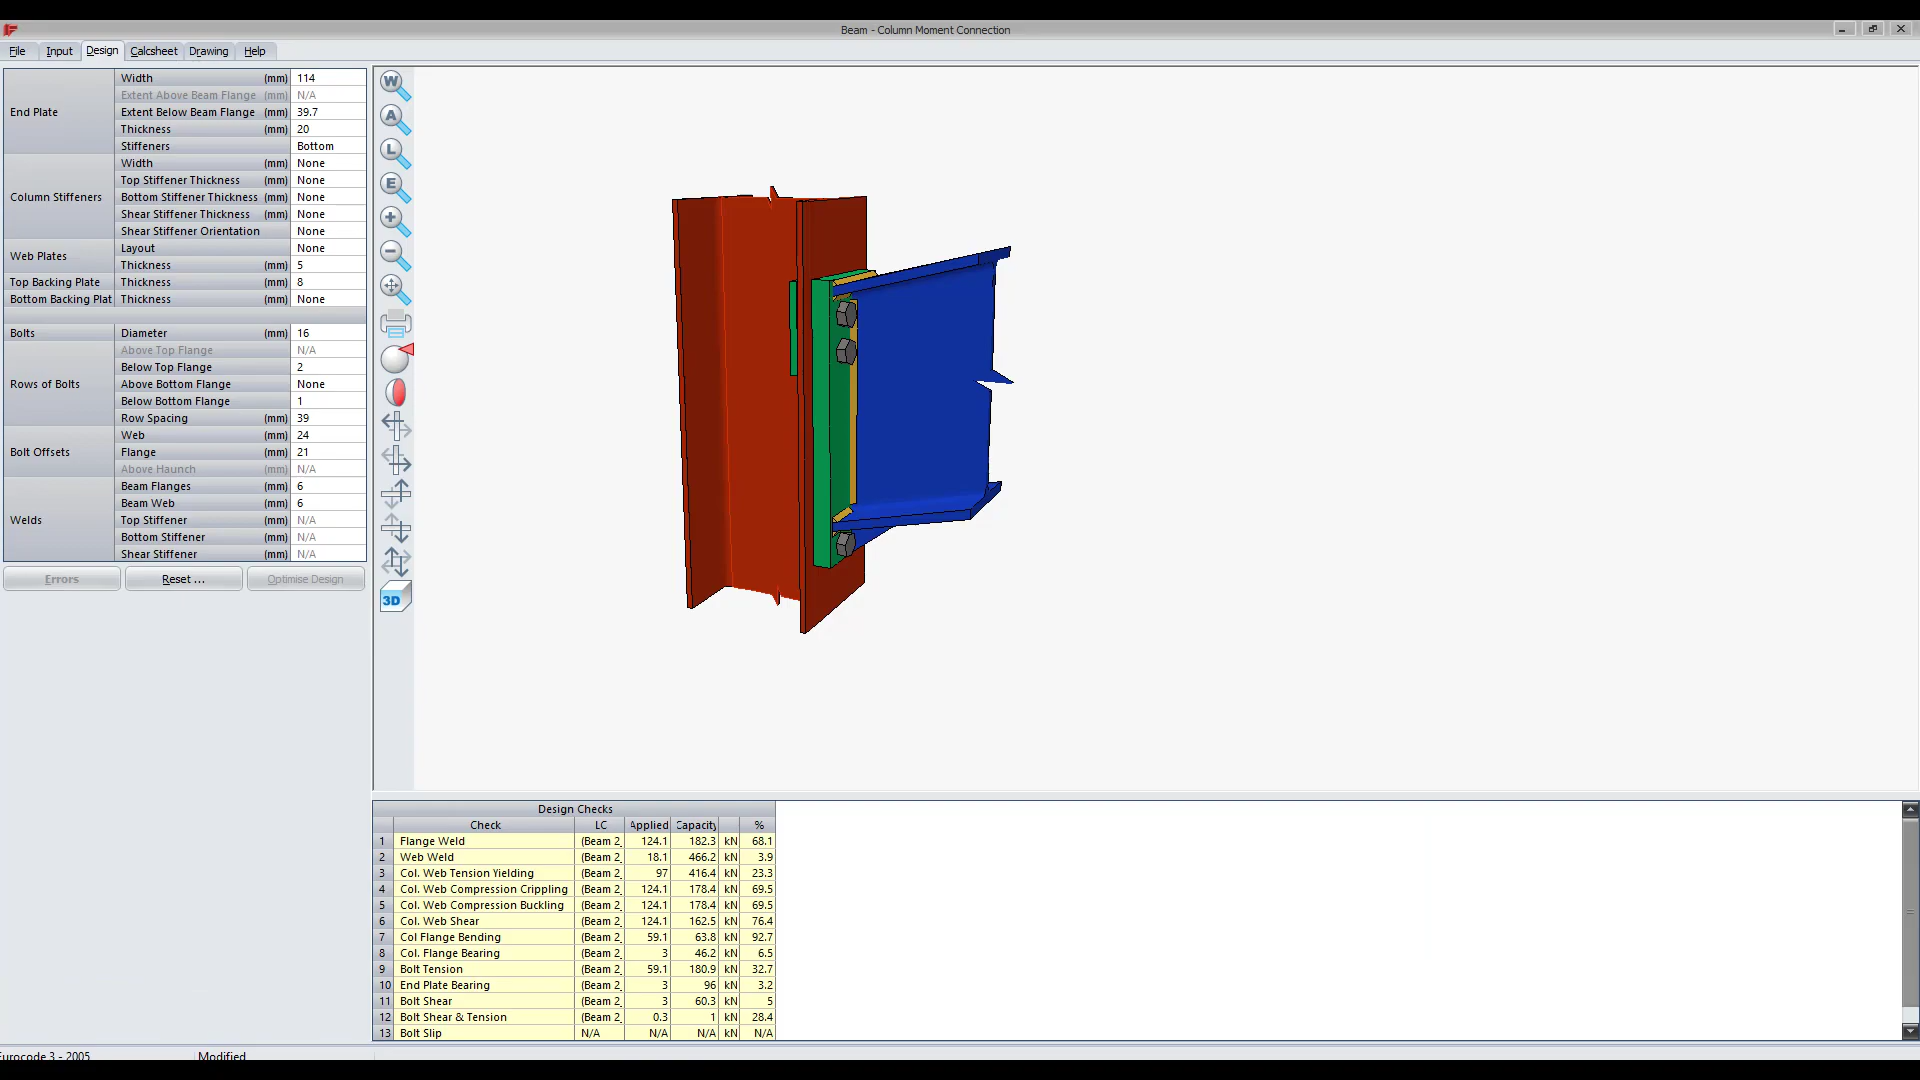 Beam - Column Moment Connection
File Input Design Calcsheet Drawing Help
End Plate
Width (mm) 114
Extent Above Beam Flange (mm) N/A
Extent Below Beam Flange (mm) 39.7
Thickness (mm) 20
Stiffeners Bottom
Column Stiffeners
Width (mm) None
Top Stiffener Thickness (mm) None
Bottom Stiffener Thickness (mm) None
Shear Stiffener Thickness (mm) None
Shear Stiffener Orientation None
Web Plates
Layout None
Thickness (mm) 5
Top Backing Plate Thickness (mm) 8
Bottom Backing Plat Thickness (mm) None
Bolts Diameter (mm) 16
Rows of Bolts
Above Top Flange N/A
Below Top Flange 2
Above Bottom Flange None
Below Bottom Flange 1
Row Spacing (mm) 39
Bolt Offsets
Web (mm) 24
Flange (mm) 21
Above Haunch (mm) N/A
Welds
Beam Flanges (mm) 6
Beam Web (mm) 6
Top Stiffener (mm) N/A
Bottom Stiffener (mm) N/A
Shear Stiffener (mm) N/A
Errors Reset ... Optimise Design
W
A
L
E
3D
Design Checks
Check LC Applied Capacity %
1 Flange Weld (Beam 2, 124.1 182.3 kN 68.1
2 Web Weld (Beam 2, 18.1 466.2 kN 3.9
3 Col. Web Tension Yielding (Beam 2, 97 416.4 kN 23.3
4 Col. Web Compression Crippling (Beam 2, 124.1 178.4 kN 69.5
5 Col. Web Compression Buckling (Beam 2, 124.1 178.4 kN 69.5
6 Col. Web Shear (Beam 2, 124.1 162.5 kN 76.4
7 Col Flange Bending (Beam 2, 59.1 63.8 kN 92.7
8 Col. Flange Bearing (Beam 2, 3 46.2 kN 6.5
9 Bolt Tension (Beam 2, 59.1 180.9 kN 32.7
10 End Plate Bearing (Beam 2, 3 96 kN 3.2
11 Bolt Shear (Beam 2, 3 60.3 kN 5
12 Bolt Shear & Tension (Beam 2, 0.3 1 kN 28.4
13 Bolt Slip N/A N/A N/A kN N/A
Eurocode 3 - 2005 Modified